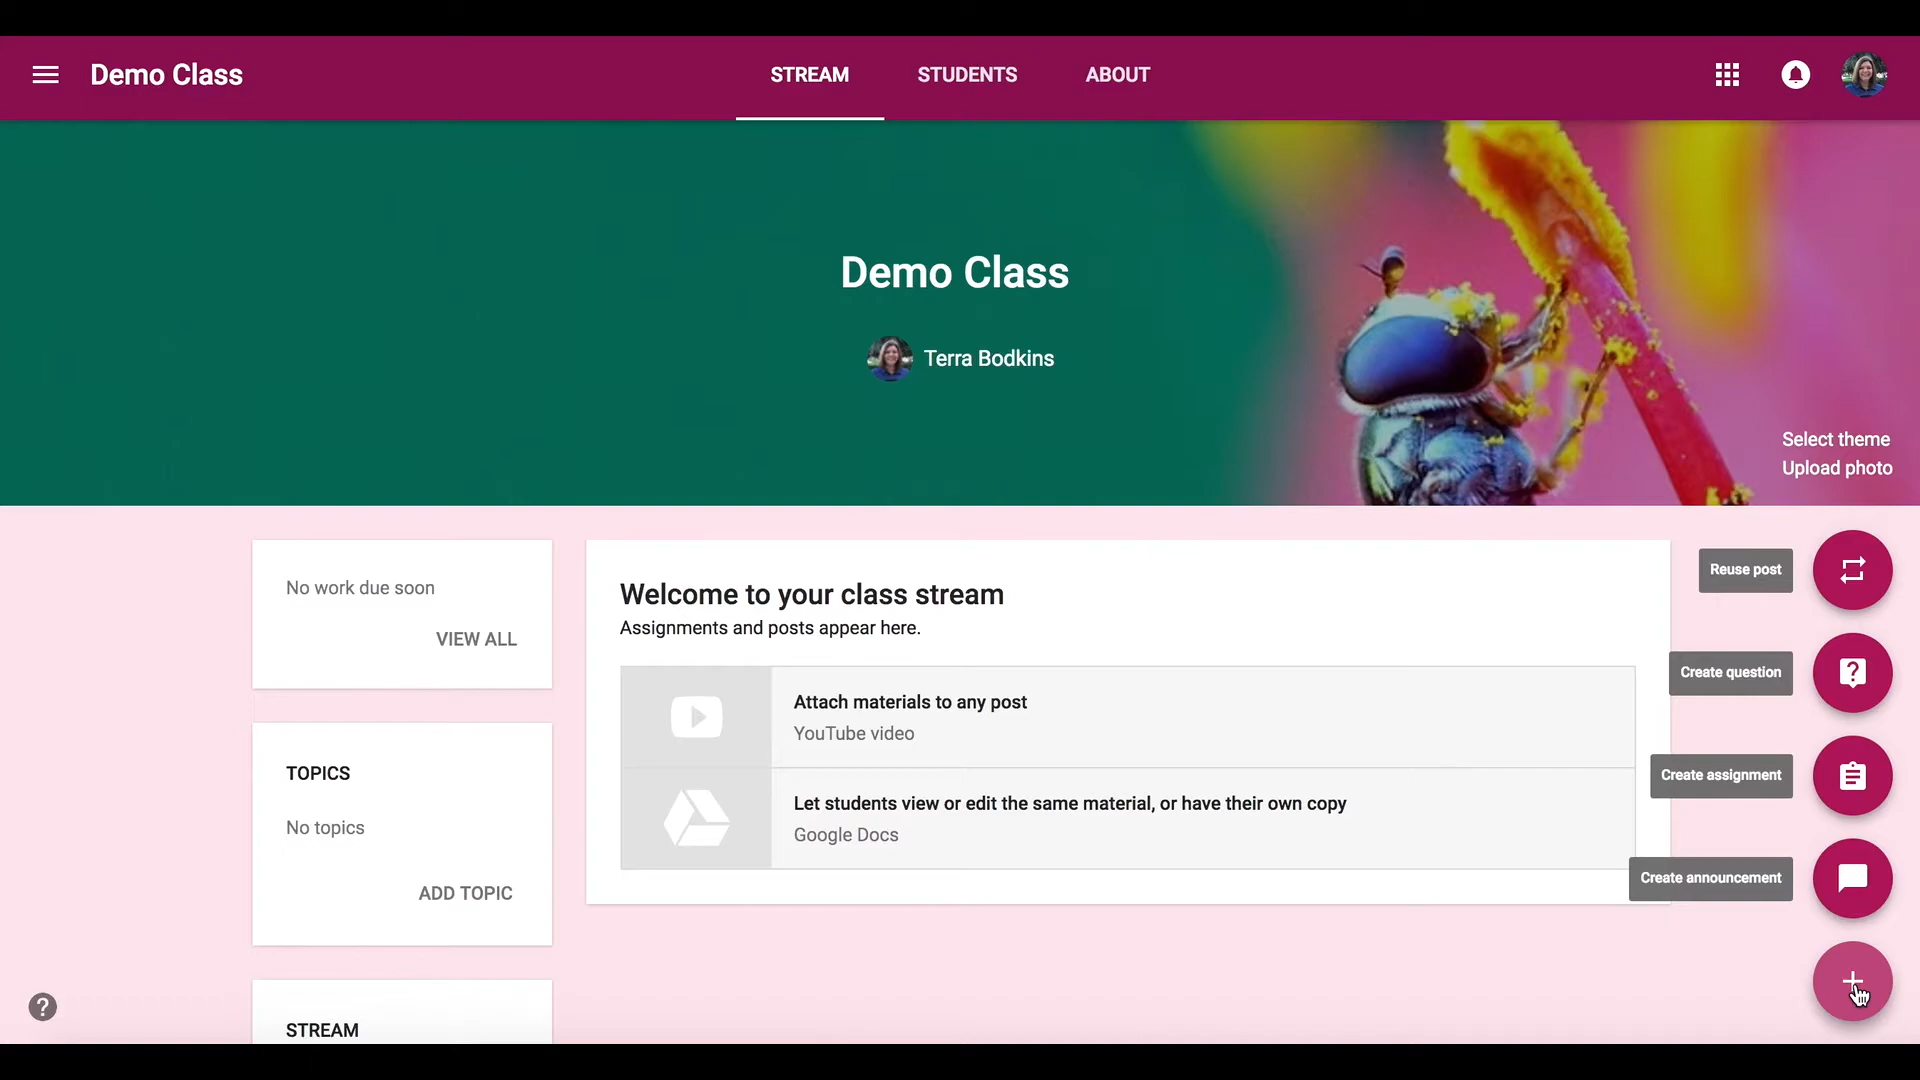 Demo Class
STREAM
STUDENTS
ABOUT
Demo Class
Terra Bodkins
Select theme
Upload photo
No work due soon
VIEW ALL
TOPICS
No topics
ADD TOPIC
STREAM
Welcome to your class stream
Assignments and posts appear here.
Attach materials to any post
YouTube video
Let students view or edit the same material, or have their own copy
Google Docs
Reuse post
Create question
Create assignment
Create announcement